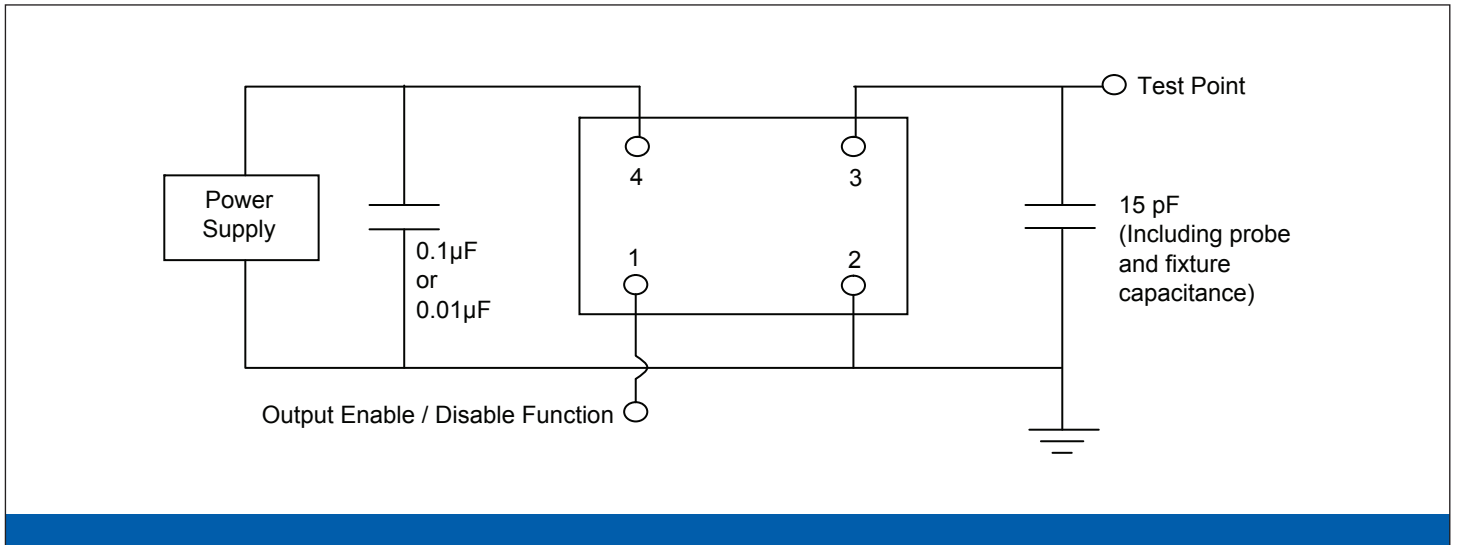 Test Point
4
3
Power
Supply
15 pF
(Including probe
and fixture
capacitance)
0.1µF
or
0.01µF
1
2
Output Enable / Disable Function